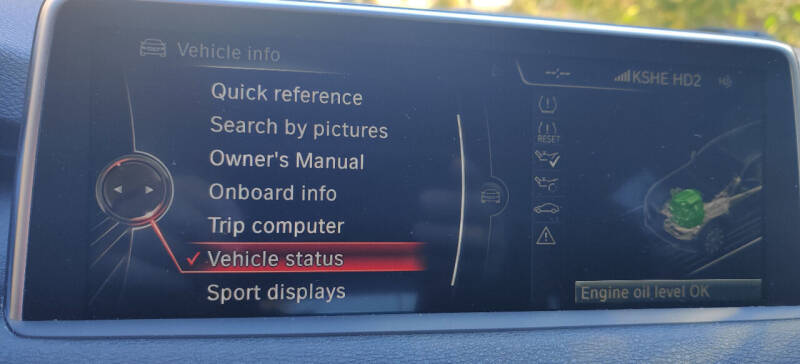 Vehicle info
Quick reference
Search by pictures
Owner's Manual
Onboard info
Trip computer
Vehicle status
Sport displays
--:--
KSHE HD2
RESET
Engine oil level OK